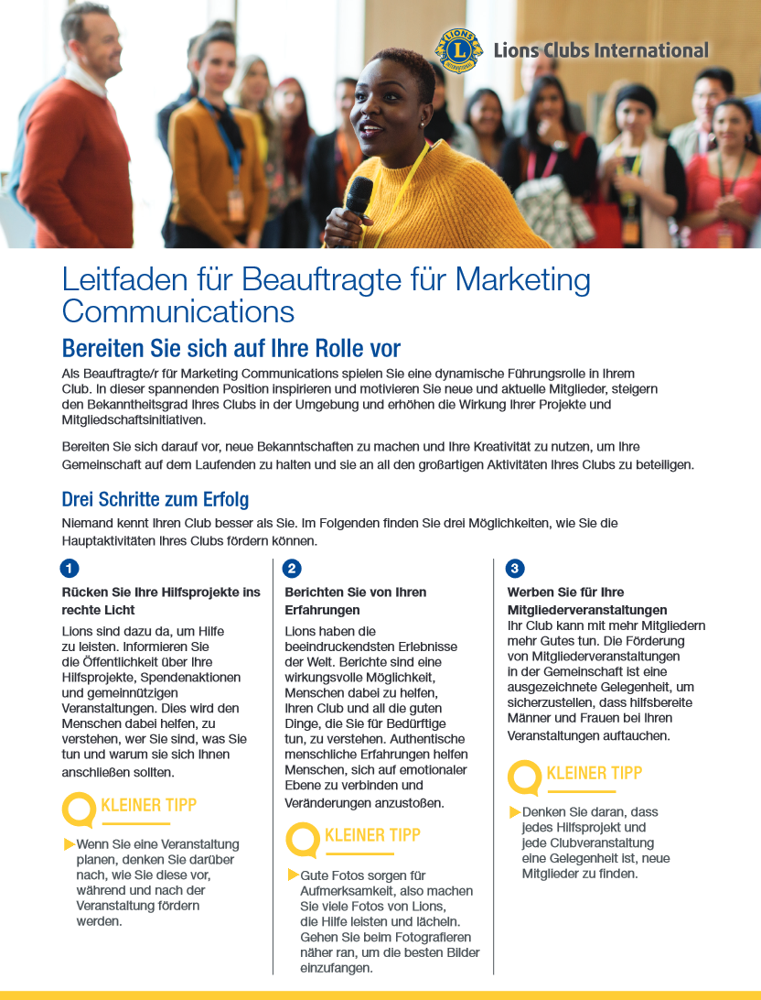 LIONS
L
INTERNATIONAL
Lions Clubs International
Leitfaden für Beauftragte für Marketing
Communications
Bereiten Sie sich auf Ihre Rolle vor
Als Beauftragte/r für Marketing Communications spielen Sie eine dynamische Führungsrolle in Ihrem
Club. In dieser spannenden Position inspirieren und motivieren Sie neue und aktuelle Mitglieder, steigern
den Bekanntheitsgrad Ihres Clubs in der Umgebung und erhöhen die Wirkung Ihrer Projekte und
Mitgliedschaftsinitiativen.
Bereiten Sie sich darauf vor, neue Bekanntschaften zu machen und Ihre Kreativität zu nutzen, um Ihre
Gemeinschaft auf dem Laufenden zu halten und sie an all den großartigen Aktivitäten Ihres Clubs zu beteiligen.
Drei Schritte zum Erfolg
Niemand kennt Ihren Club besser als Sie. Im Folgenden finden Sie drei Möglichkeiten, wie Sie die
Hauptaktivitäten Ihres Clubs fördern können.
1
Rücken Sie Ihre Hilfsprojekte ins
rechte Licht
Lions sind dazu da, um Hilfe
zu leisten. Informieren Sie
die Öffentlichkeit über Ihre
Hilfsprojekte, Spendenaktionen
und gemeinnützigen
Veranstaltungen. Dies wird den
Menschen dabei helfen, zu
verstehen, wer Sie sind, was Sie
tun und warum sie sich Ihnen
anschließen sollten.
KLEINER TIPP
Wenn Sie eine Veranstaltung
planen, denken Sie darüber
nach, wie Sie diese vor,
während und nach der
Veranstaltung fördern
werden.
2
Berichten Sie von Ihren
Erfahrungen
Lions haben die
beeindruckendsten Erlebnisse
der Welt. Berichte sind eine
wirkungsvolle Möglichkeit,
Menschen dabei zu helfen,
Ihren Club und all die guten
Dinge, die Sie für Bedürftige
tun, zu verstehen. Authentische
menschliche Erfahrungen helfen
Menschen, sich auf emotionaler
Ebene zu verbinden und
Veränderungen anzustoßen.
KLEINER TIPP
Gute Fotos sorgen für
Aufmerksamkeit, also machen
Sie viele Fotos von Lions,
die Hilfe leisten und lächeln.
Gehen Sie beim Fotografieren
näher ran, um die besten Bilder
einzufangen.
3
Werben Sie für Ihre
Mitgliederveranstaltungen
Ihr Club kann mit mehr Mitgliedern
mehr Gutes tun. Die Förderung
von Mitgliederveranstaltungen
in der Gemeinschaft ist eine
ausgezeichnete Gelegenheit, um
sicherzustellen, dass hilfsbereite
Männer und Frauen bei Ihren
Veranstaltungen auftauchen.
KLEINER TIPP
Denken Sie daran, dass
jedes Hilfsprojekt und
jede Clubveranstaltung
eine Gelegenheit ist, neue
Mitglieder zu finden.